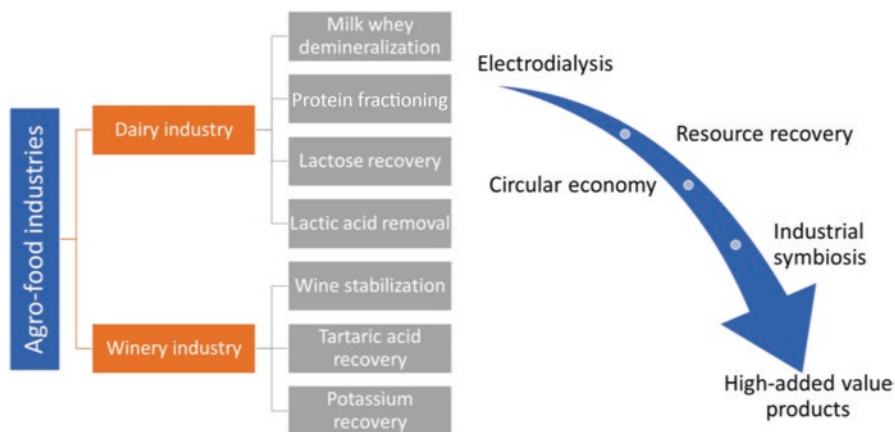 Agro-food industries
Dairy industry
Milk whey
demineralization
Protein fractioning
Lactose recovery
Lactic acid removal
Winery industry
Wine stabilization
Tartaric acid
recovery
Potassium
recovery
Electrodialysis
Resource recovery
Circular economy
Industrial
symbiosis
High-added value
products